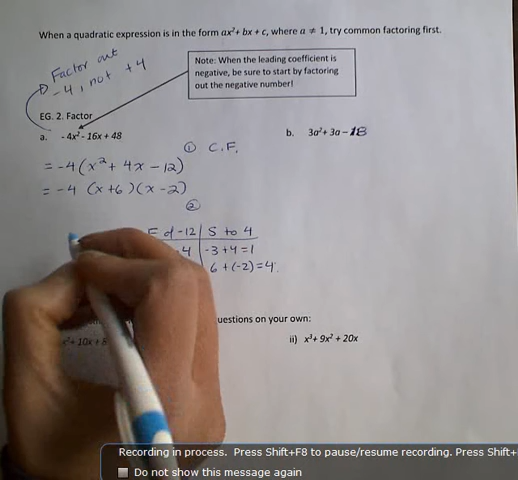 When a quadratic expression is in the form ax²+ bx + c, where a ≠ 1, try common factoring first.
Factor out
-4, not +4
Note: When the leading coefficient is
negative, be sure to start by factoring
out the negative number!
EG. 2. Factor
a. - 4x² - 16x + 48
b. 3a²+ 3a – 18
① C.F.
= -4(x² + 4x - 12)
= -4 (x+6)(x-2)
②
F of -12 | S to 4
4 | -3+4=1
6 + (-2) = 4
uestions on your own:
+ 10x + 8
ii) x³+ 9x² + 20x
Recording in process. Press Shift+F8 to pause/resume recording. Press Shift+
Do not show this message again